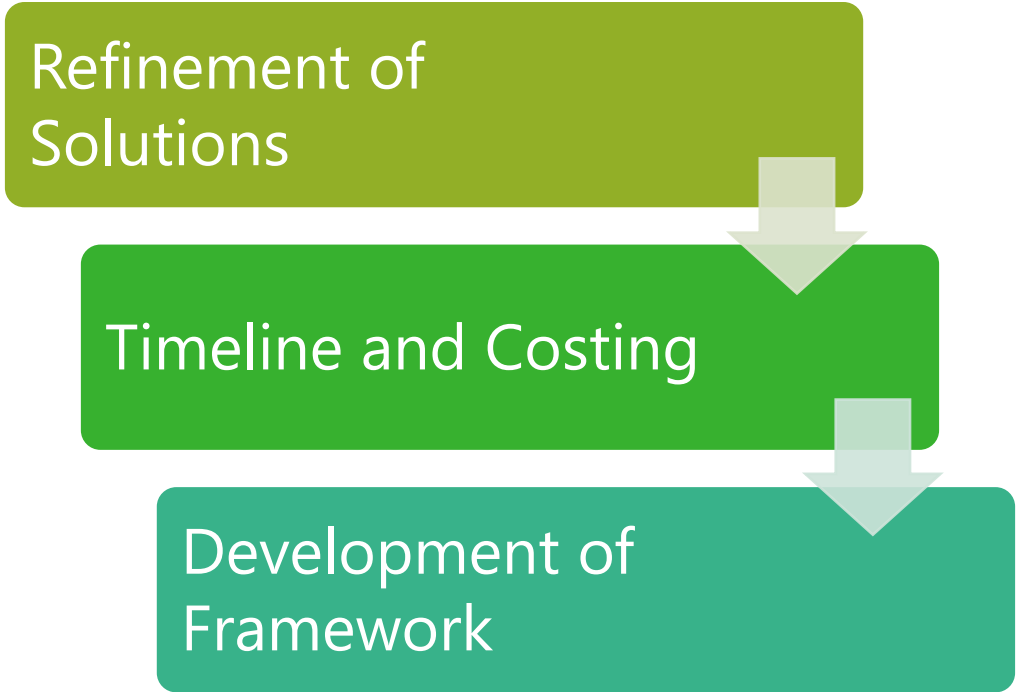 Refinement of
Solutions
Timeline and Costing
Development of
Framework